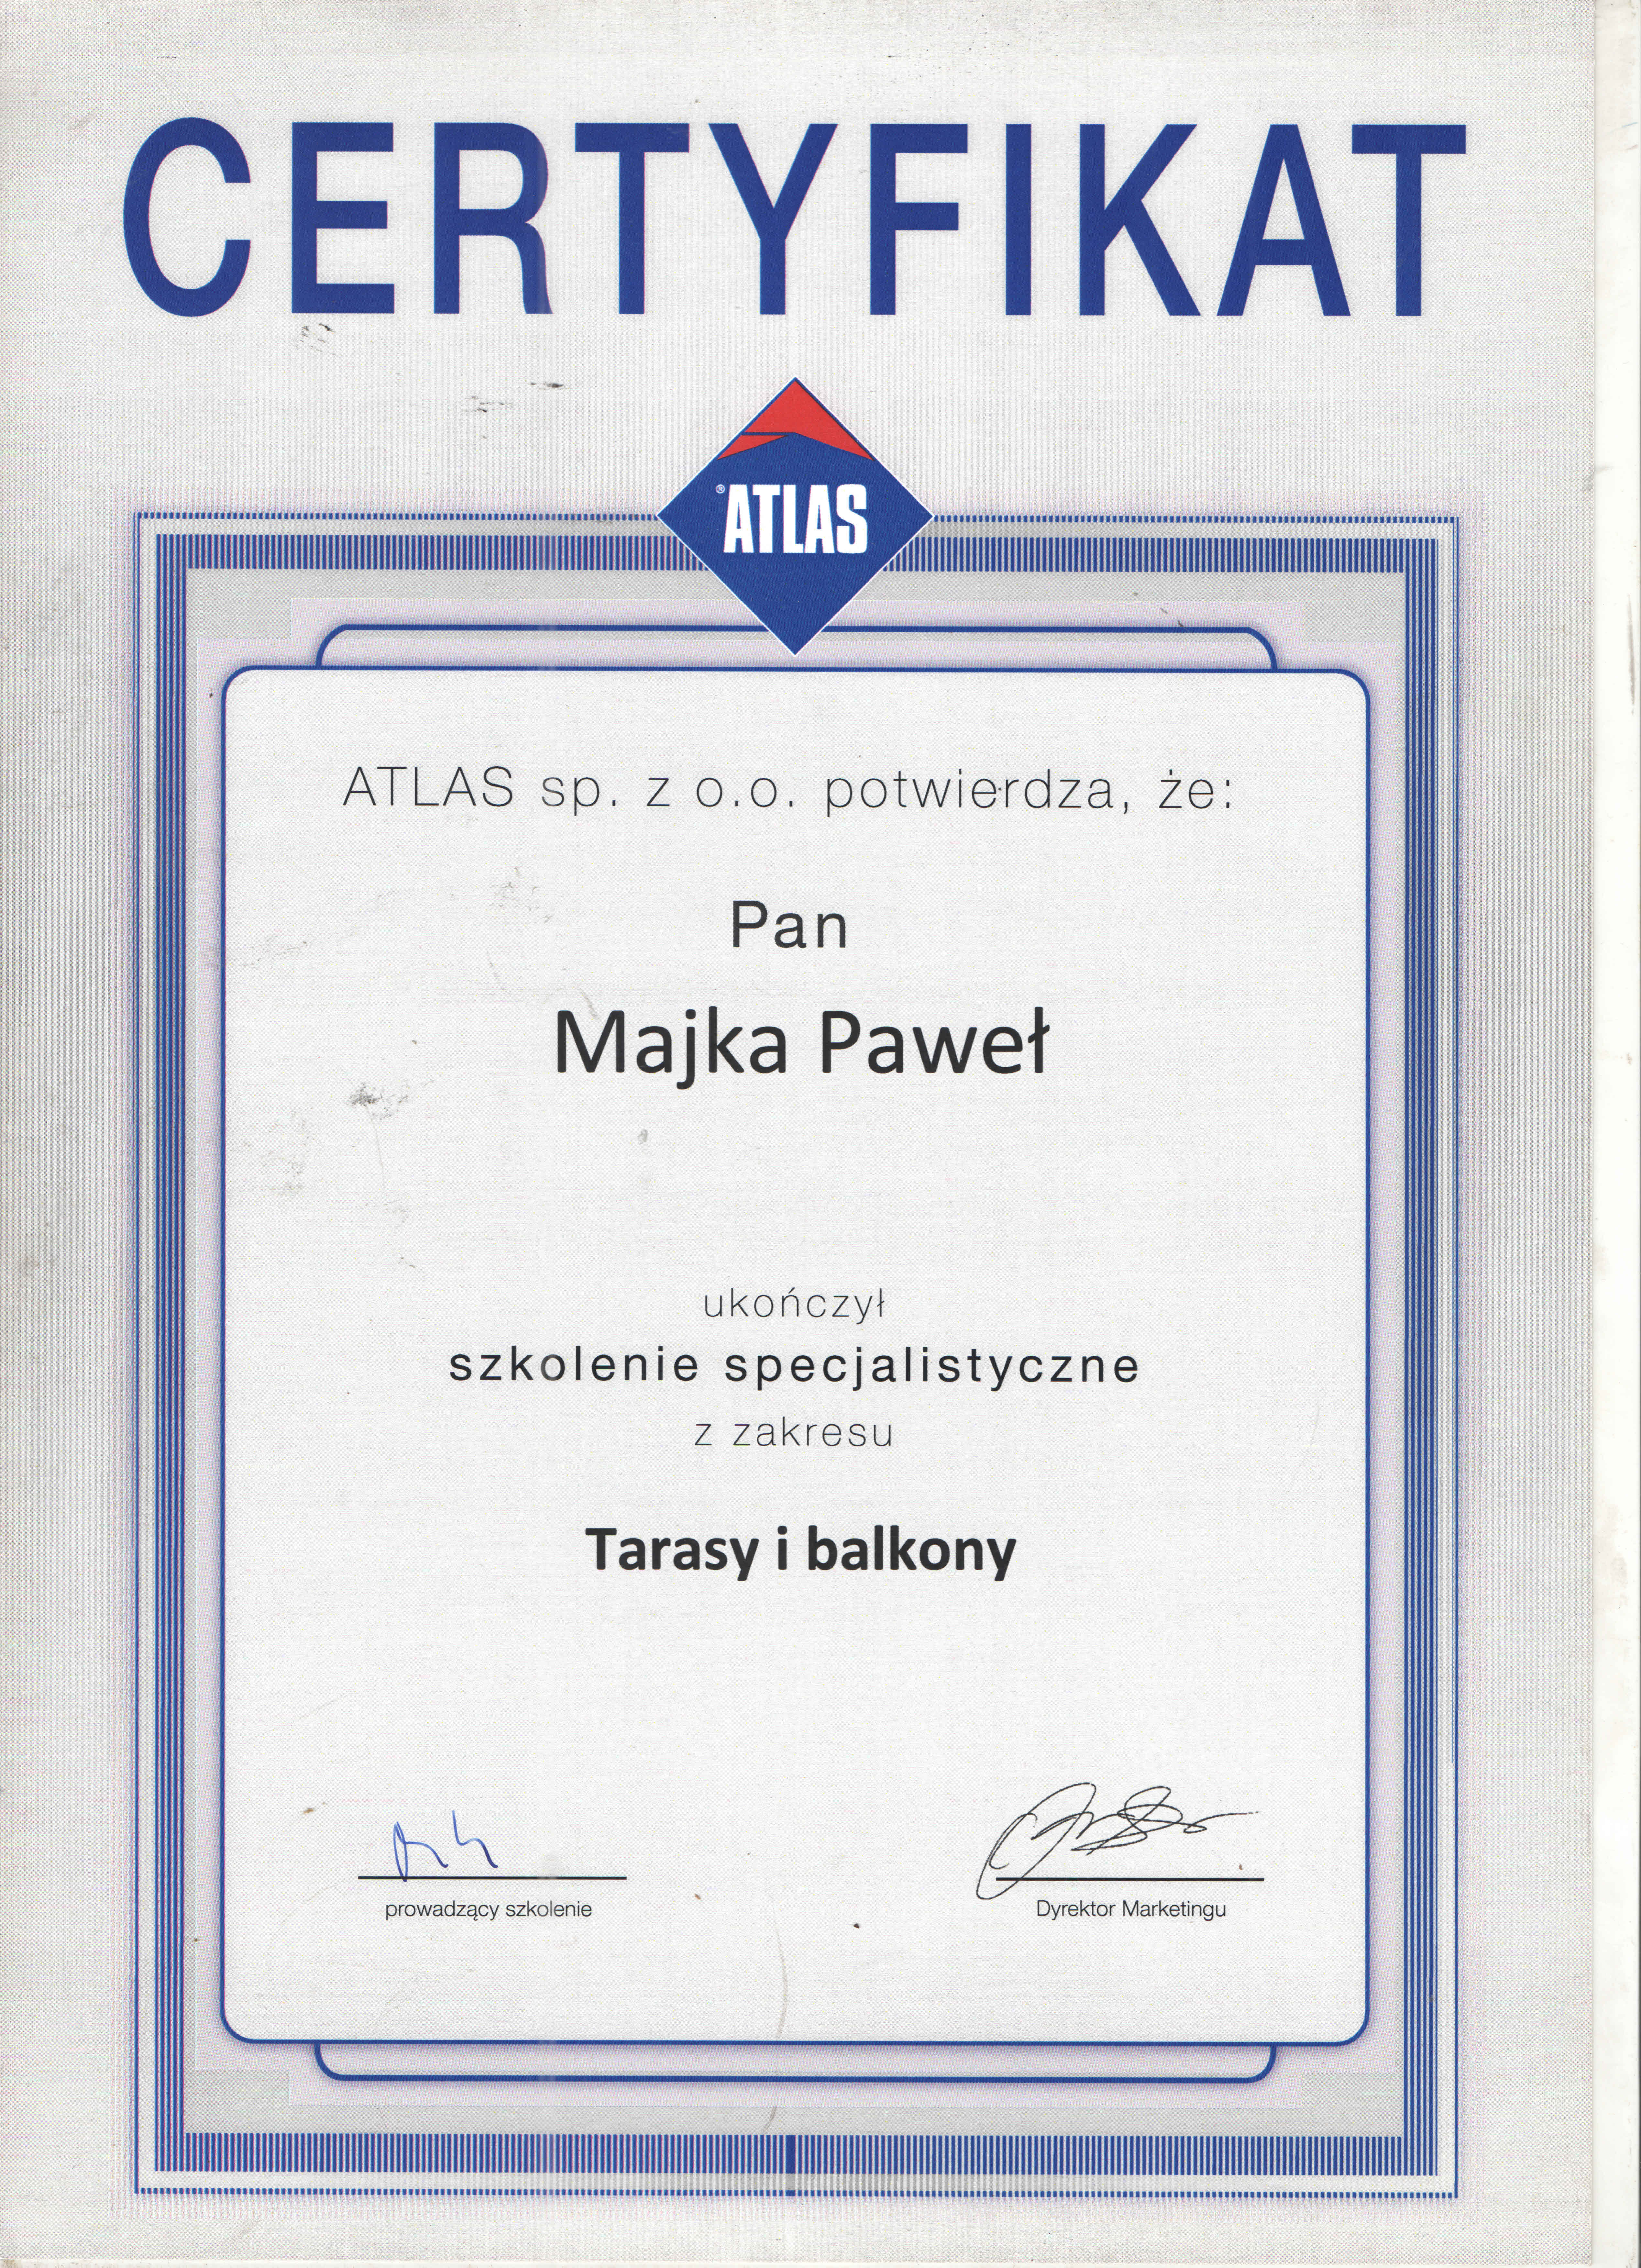 CERTYFIKAT
®ATLAS
ATLAS sp. z o.o. potwierdza, że:
Pan
Majka Paweł
ukończył
szkolenie specjalistyczne
z zakresu
Tarasy i balkony
prowadzący szkolenie
Dyrektor Marketingu